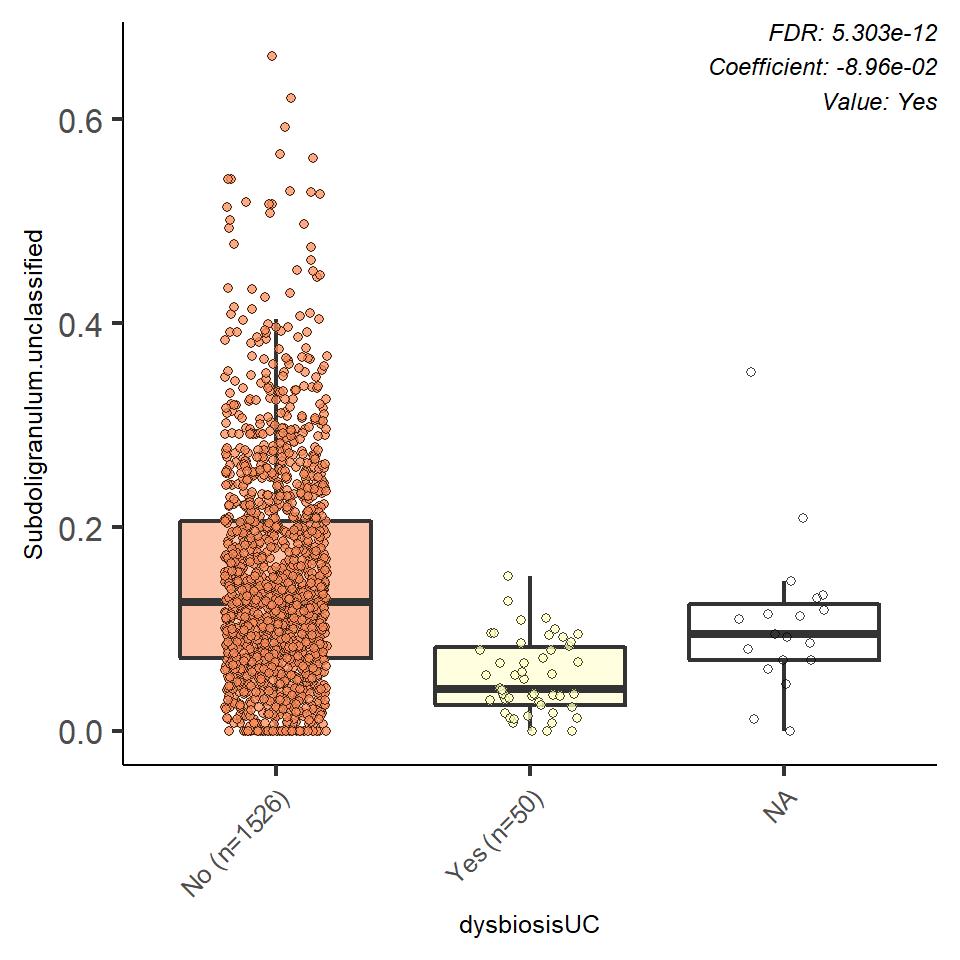 FDR: 5.303e-12
Coefficient: -8.96e-02
Value: Yes
Subdoligranulum.unclassified
0.6
0.4
0.2
0.0
No (n=1526)
Yes (n=50)
NA
dysbiosisUC